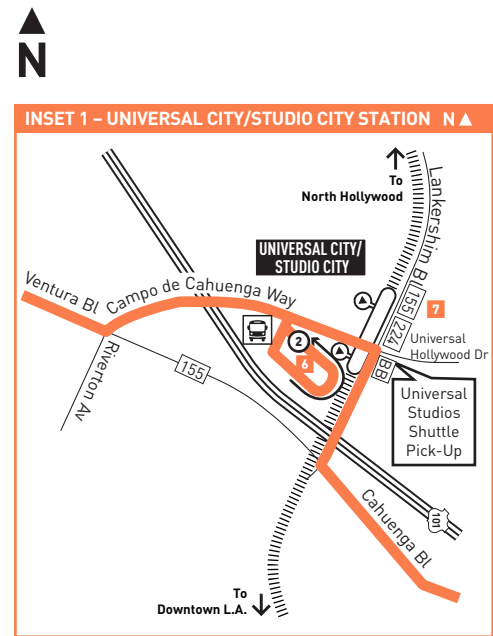 N
INSET 1 – UNIVERSAL CITY/STUDIO CITY STATION N
To
North Hollywood
Lankershim Bl
UNIVERSAL CITY/
STUDIO CITY
Ventura Bl
Campo de Cahuenga Way
155
224
7
2
6
Universal
Hollywood Dr
BB
Riverton Av
155
Universal
Studios
Shuttle
Pick-Up
101
Cahuenga Bl
To
Downtown L.A.